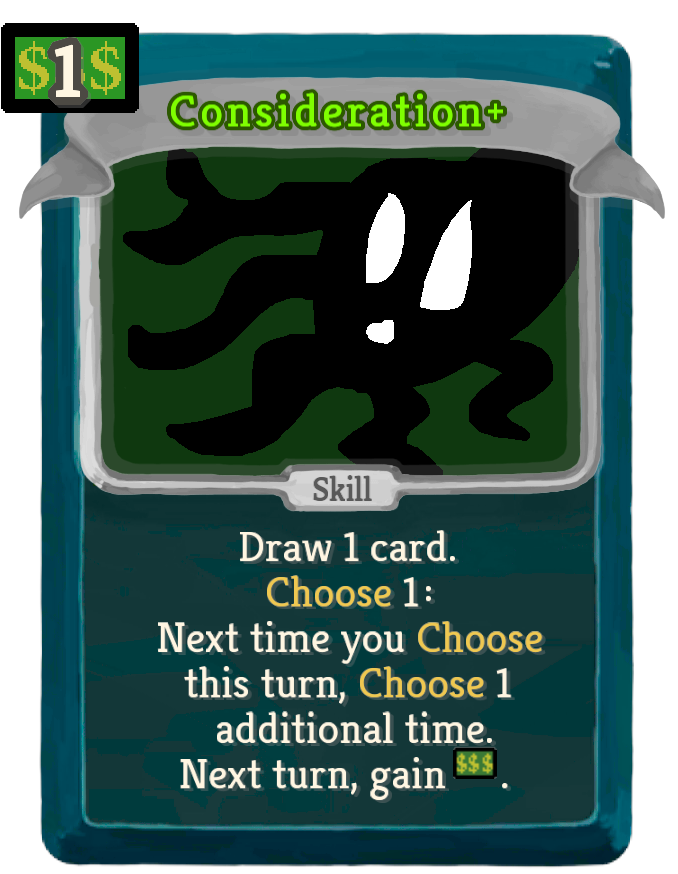 $1$
Consideration+
Skill
Draw 1 card.
Choose 1:
Next time you Choose
this turn, Choose 1
additional time.
Next turn, gain $$$.